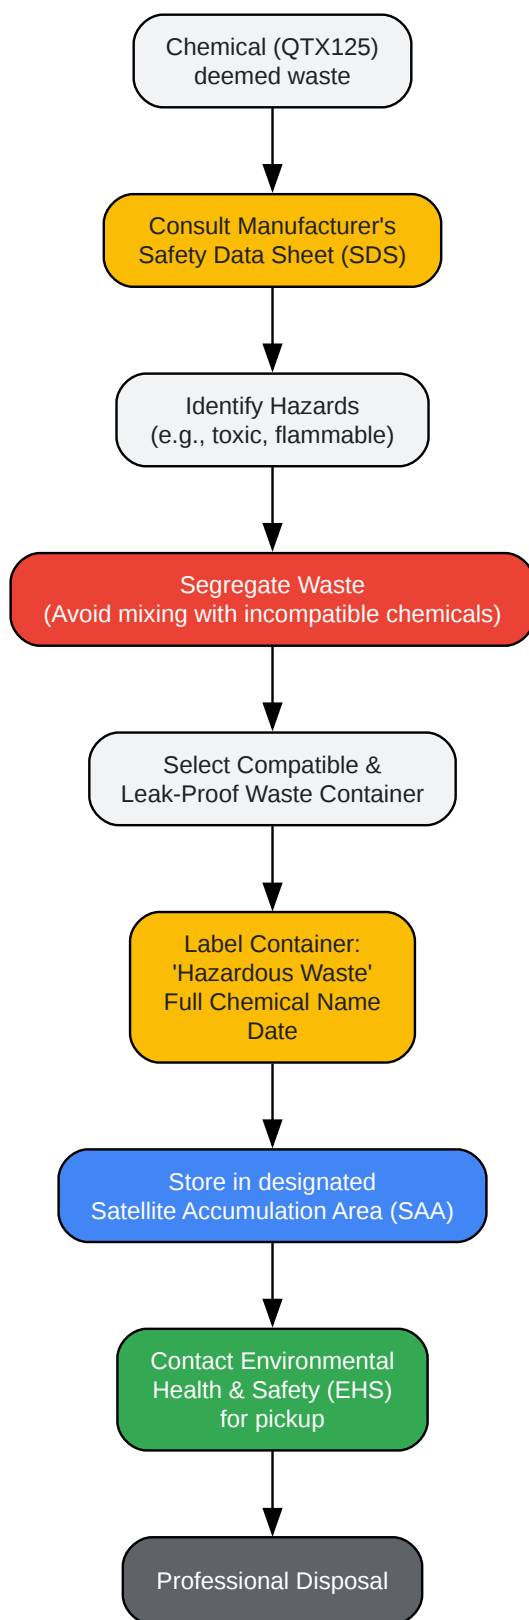 Chemical (QTX125)
deemed waste
Consult Manufacturer's
Safety Data Sheet (SDS)
Identify Hazards
(e.g., toxic, flammable)
Segregate Waste
(Avoid mixing with incompatible chemicals)
Select Compatible &
Leak-Proof Waste Container
Label Container:
'Hazardous Waste'
Full Chemical Name
Date
Store in designated
Satellite Accumulation Area (SAA)
Contact Environmental
Health & Safety (EHS)
for pickup
Professional Disposal